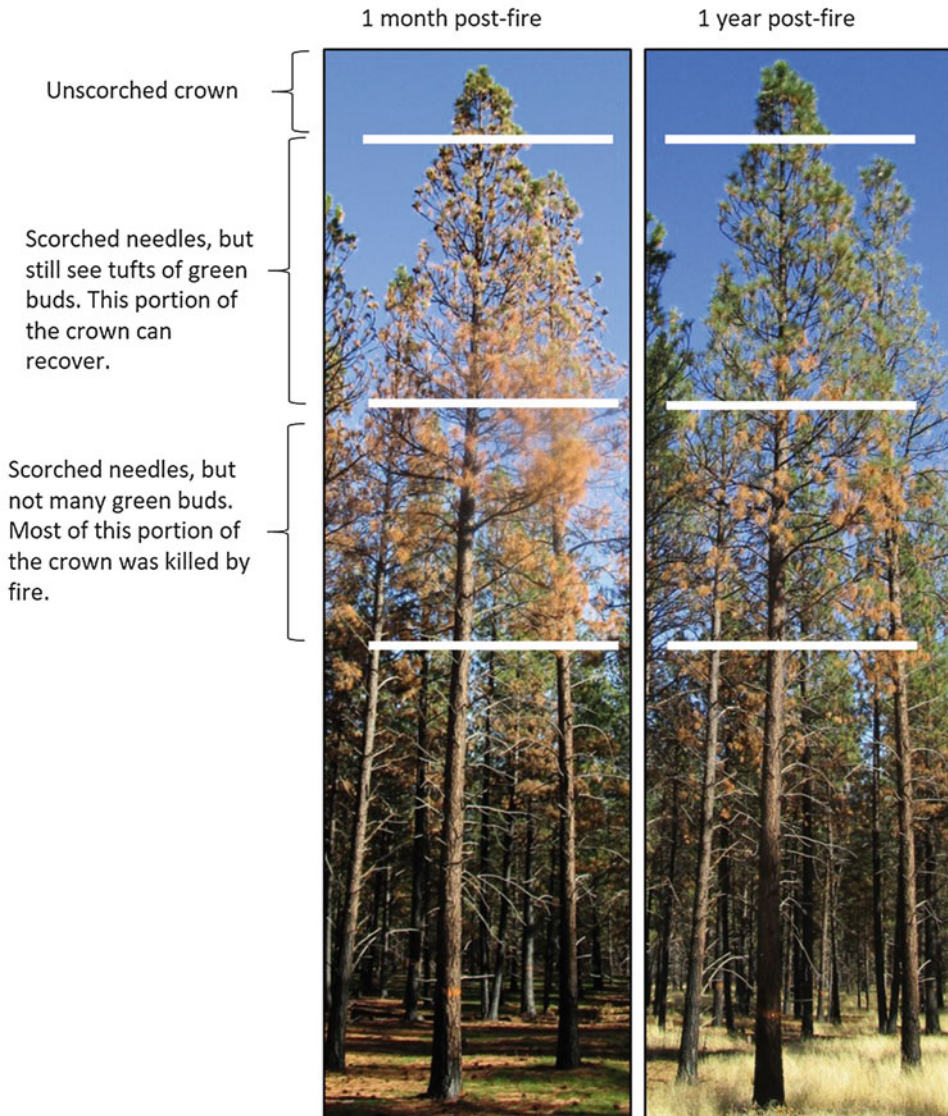 1 month post-fire
1 year post-fire
Unscorched crown
Scorched needles, but
still see tufts of green
buds. This portion of
the crown can
recover.
Scorched needles, but
not many green buds.
Most of this portion of
the crown was killed by
fire.